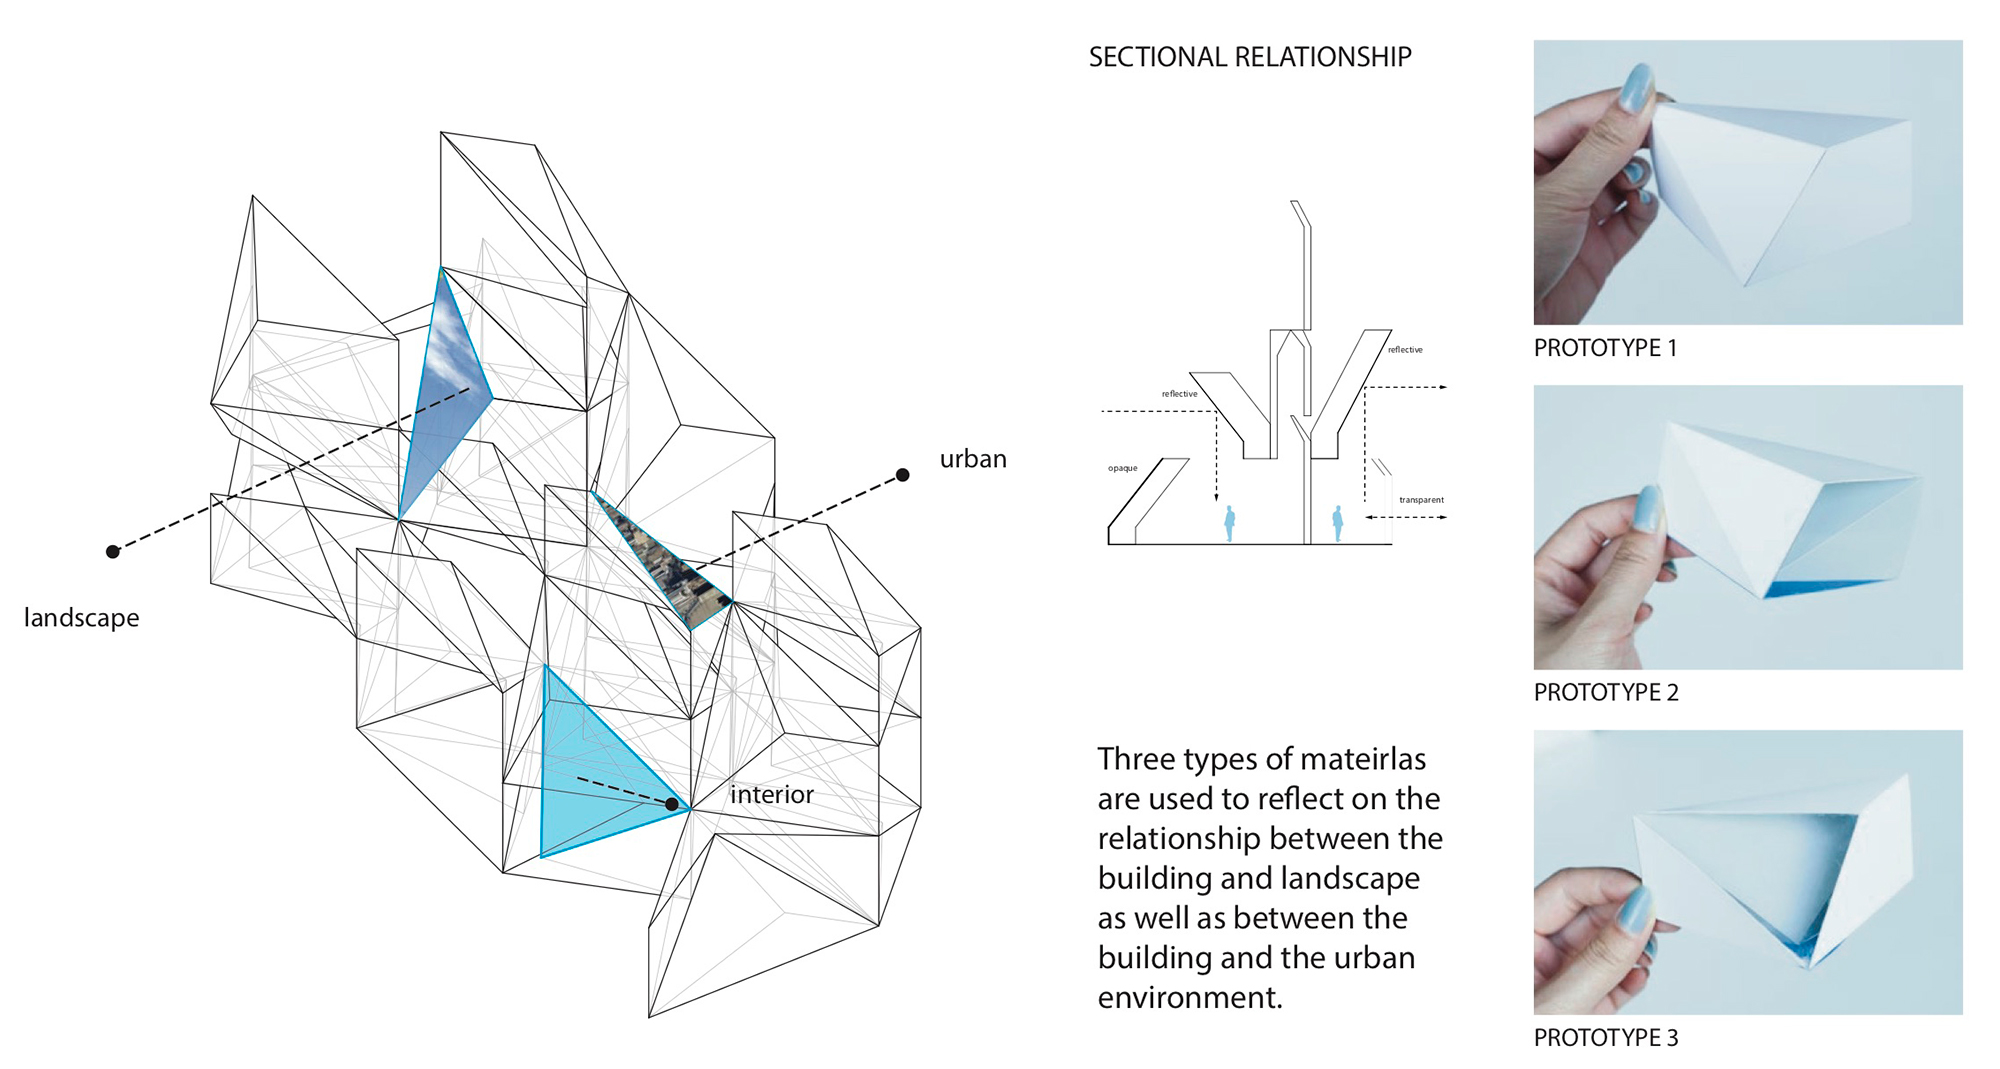 landscape
urban
interior
SECTIONAL RELATIONSHIP
reflective
reflective
opaque
transparent
Three types of mateirlas
are used to reflect on the
relationship between the
building and landscape
as well as between the
building and the urban
environment.
PROTOTYPE 1
PROTOTYPE 2
PROTOTYPE 3